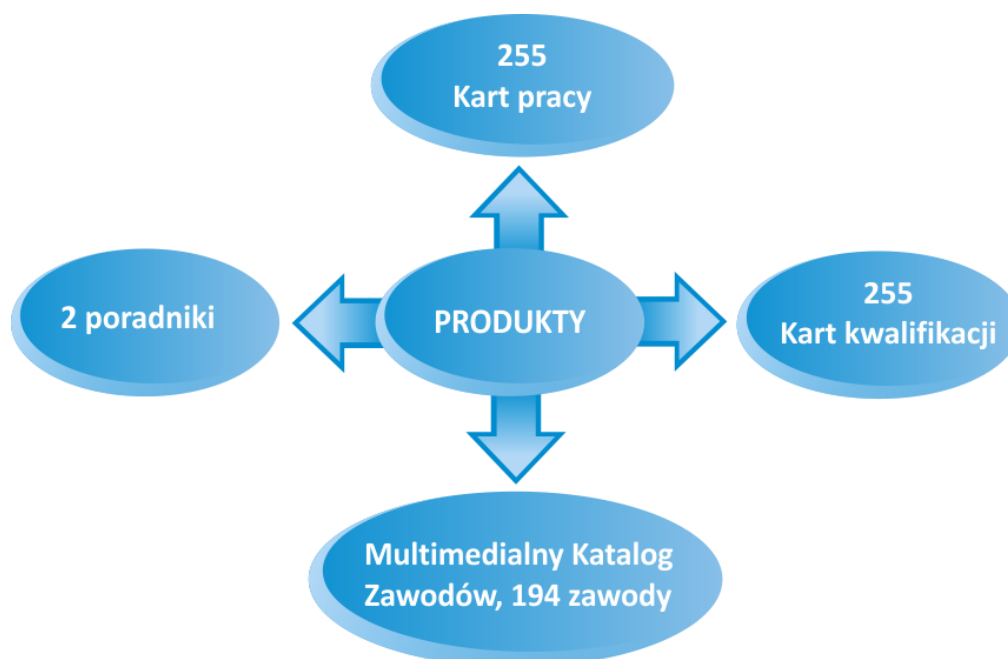 255
Kart pracy
2 poradniki
PRODUKTY
255
Kart kwalifikacji
Multimedialny Katalog
Zawodów, 194 zawody